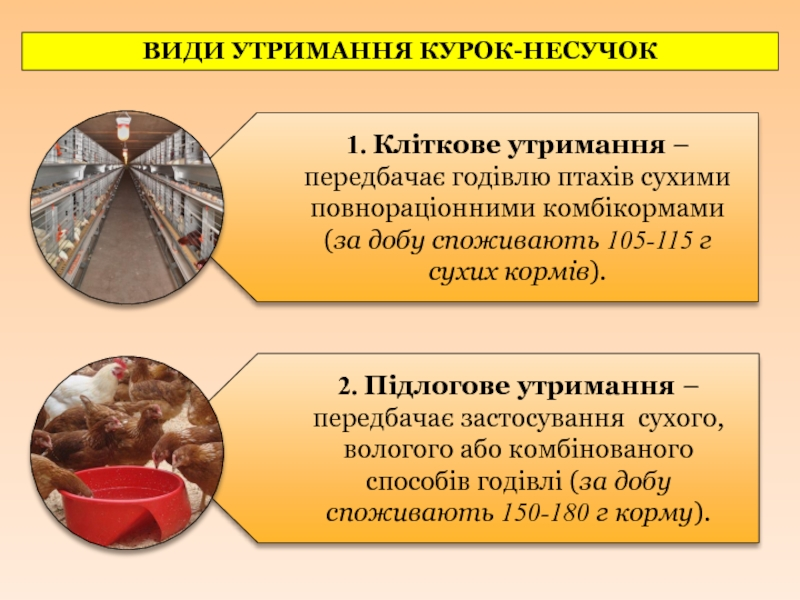 ВИДИ УТРИМАННЯ КУРОК-НЕСУЧОК
1. Кліткове утримання –
передбачає годівлю птахів сухими
повнораціонними комбікормами
(за добу споживають 105-115 г
сухих кормів).
2. Підлогове утримання –
передбачає застосування сухого,
вологого або комбінованого
способів годівлі (за добу
споживають 150-180 г корму).